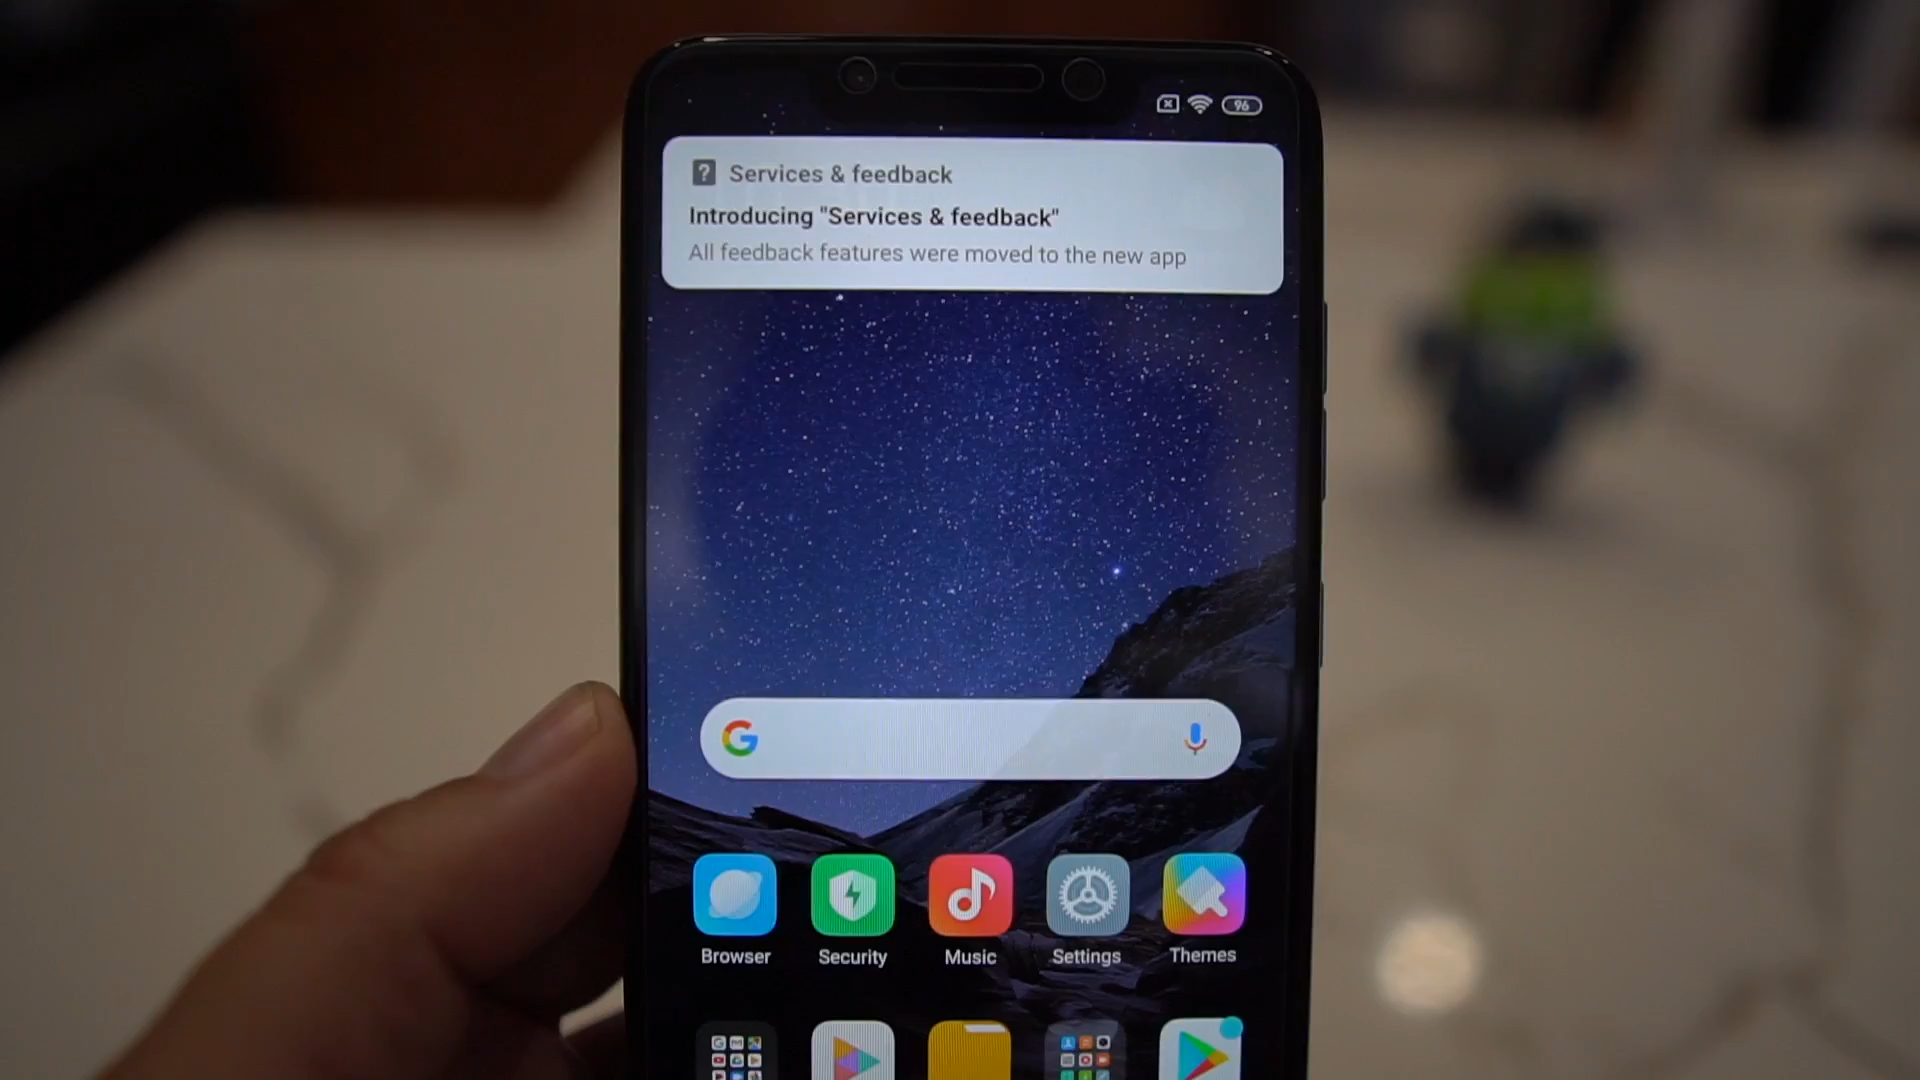 96
? Services & feedback
Introducing "Services & feedback"
All feedback features were moved to the new app
G
Browser Security Music Settings Themes